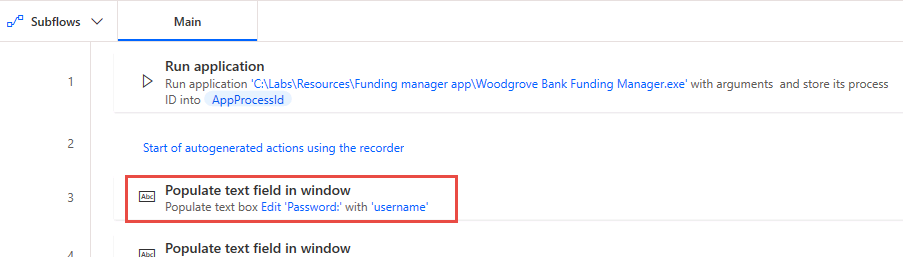 Subflows
Main
1
Run application
Run application 'C:\Labs\Resources\Funding manager app\Woodgrove Bank Funding Manager.exe' with arguments and store its process
ID into AppProcessId
2
Start of autogenerated actions using the recorder
3
Abc
Populate text field in window
Populate text box Edit 'Password:' with 'username'
4
Abc
Populate text field in window